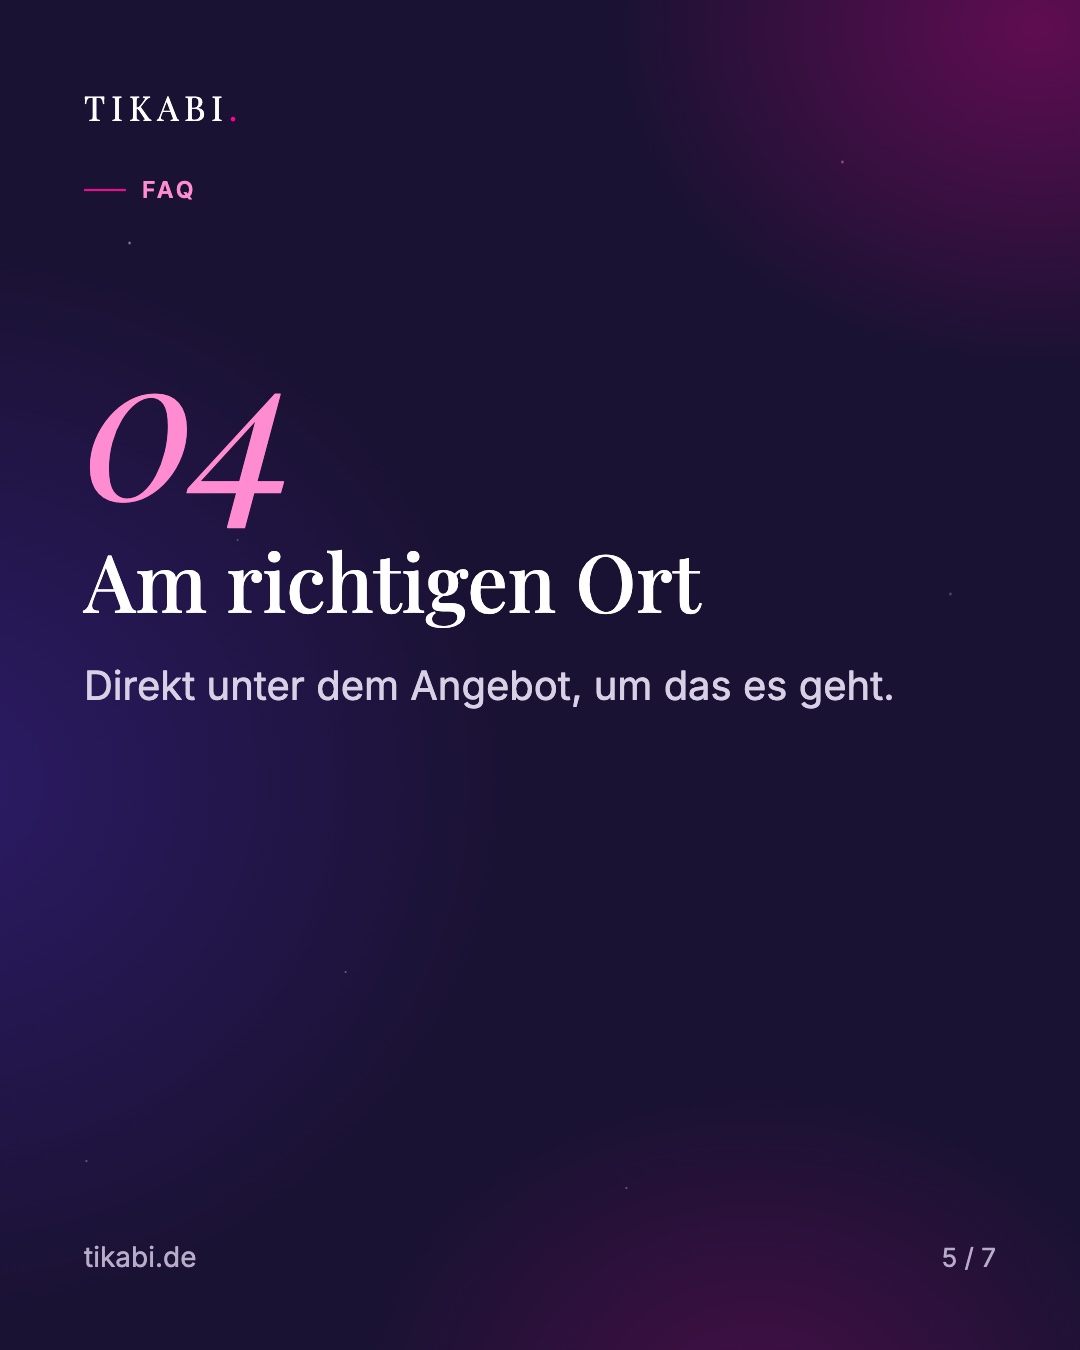 TIKABI.
FAQ
04
Am richtigen Ort
Direkt unter dem Angebot, um das es geht.
tikabi.de
5 / 7